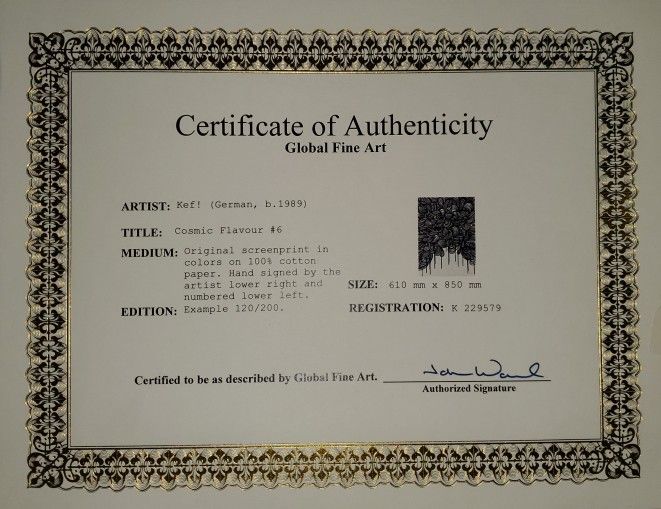 Certificate of Authenticity
Global Fine Art
ARTIST: Kef! (German, b.1989)
TITLE: Cosmic Flavour #6
MEDIUM: Original screenprint in
colors on 100% cotton
paper. Hand signed by the
artist lower right and
numbered lower left.
EDITION: Example 120/200.
SIZE: 610 mm x 850 mm
REGISTRATION: K 229579
Certified to be as described by Global Fine Art.
Authorized Signature